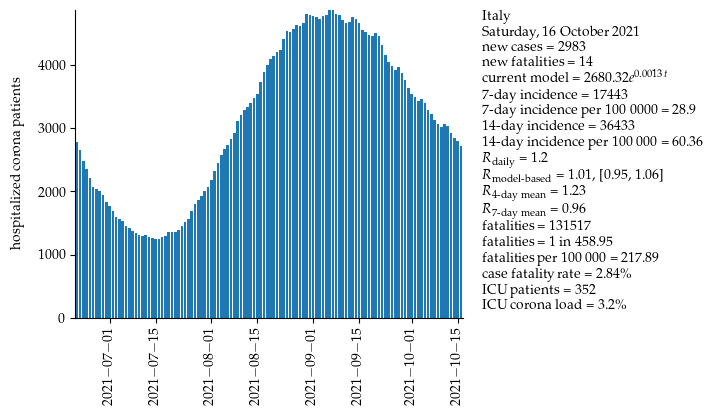 Italy
Saturday, 16 October 2021
new cases = 2983
new fatalities = 14
current model = 2680.32e^0.0013 t
7-day incidence = 17443
7-day incidence per 100 0000 = 28.9
14-day incidence = 36433
14-day incidence per 100 000 = 60.36
R_daily = 1.2
R_model-based = 1.01, [0.95, 1.06]
R_4-day mean = 1.23
R_7-day mean = 0.96
fatalities = 131517
fatalities = 1 in 458.95
fatalities per 100 000 = 217.89
case fatality rate = 2.84%
ICU patients = 352
ICU corona load = 3.2%
hospitalized corona patients
4000
3000
2000
1000
0
2021−07−01
2021−07−15
2021−08−01
2021−08−15
2021−09−01
2021−09−15
2021−10−01
2021−10−15